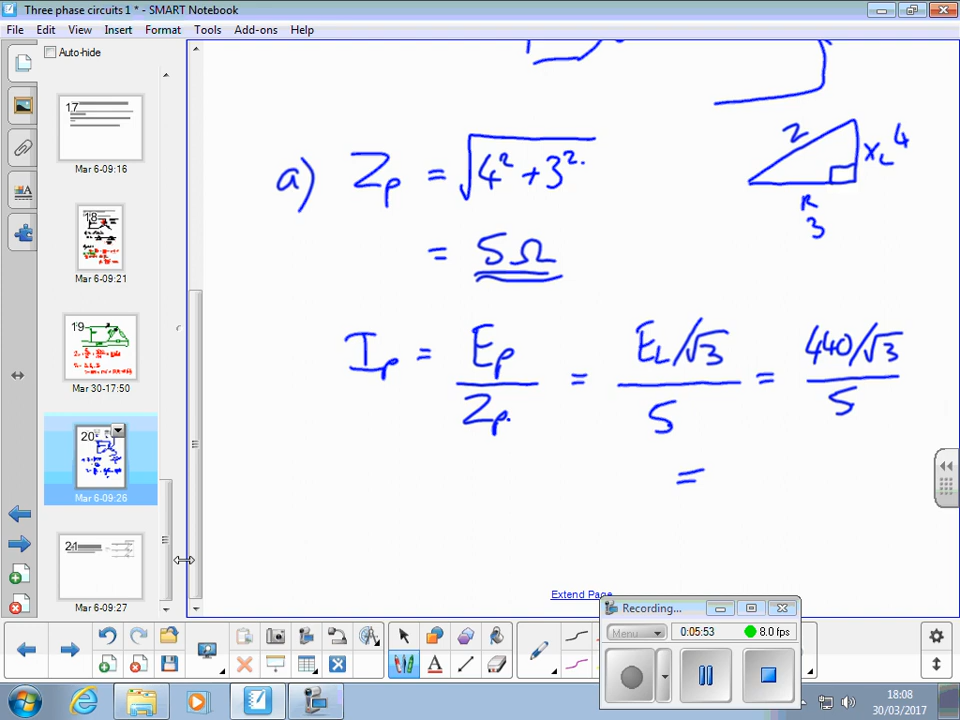 Three phase circuits 1 * - SMART Notebook
File Edit View Insert Format Tools Add-ons Help
Auto-hide
17
Mar 6-09:16
18
Mar 6-09:21
19
Mar 30-17:50
20
Mar 6-09:26
21
Mar 6-09:27
Z XL 4
R
3
a) Zp = √4² + 3².
= 5Ω
Ip = Ep / Zp. = EL/√3 / 5 = 440/√3 / 5
=
Extend Page
Recording...
Menu 0:05:53 8.0 fps
A
18:08
30/03/2017